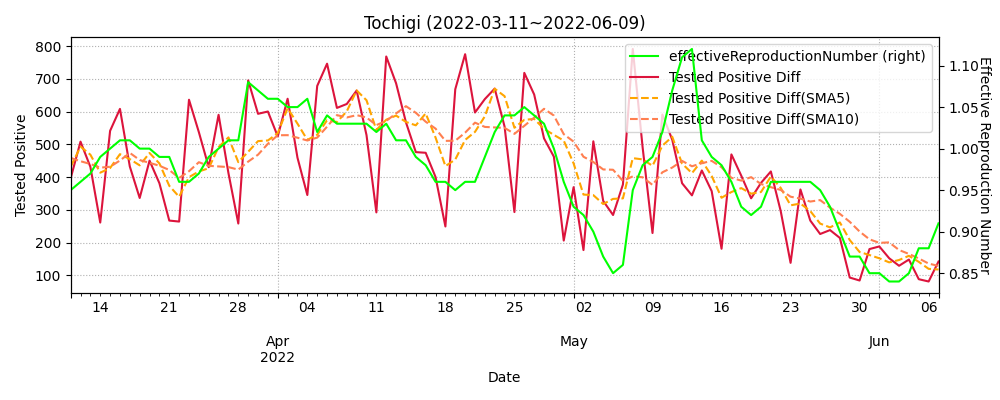 Tochigi (2022-03-11~2022-06-09)
effectiveReproductionNumber (right)
Tested Positive Diff
Tested Positive Diff(SMA5)
Tested Positive Diff(SMA10)
Tested Positive
800
700
600
500
400
300
200
100
Effective Reproduction Number
1.10
1.05
1.00
0.95
0.90
0.85
14 21 28 04 11 18 25 02 09 16 23 30 06
Apr May Jun
2022
Date